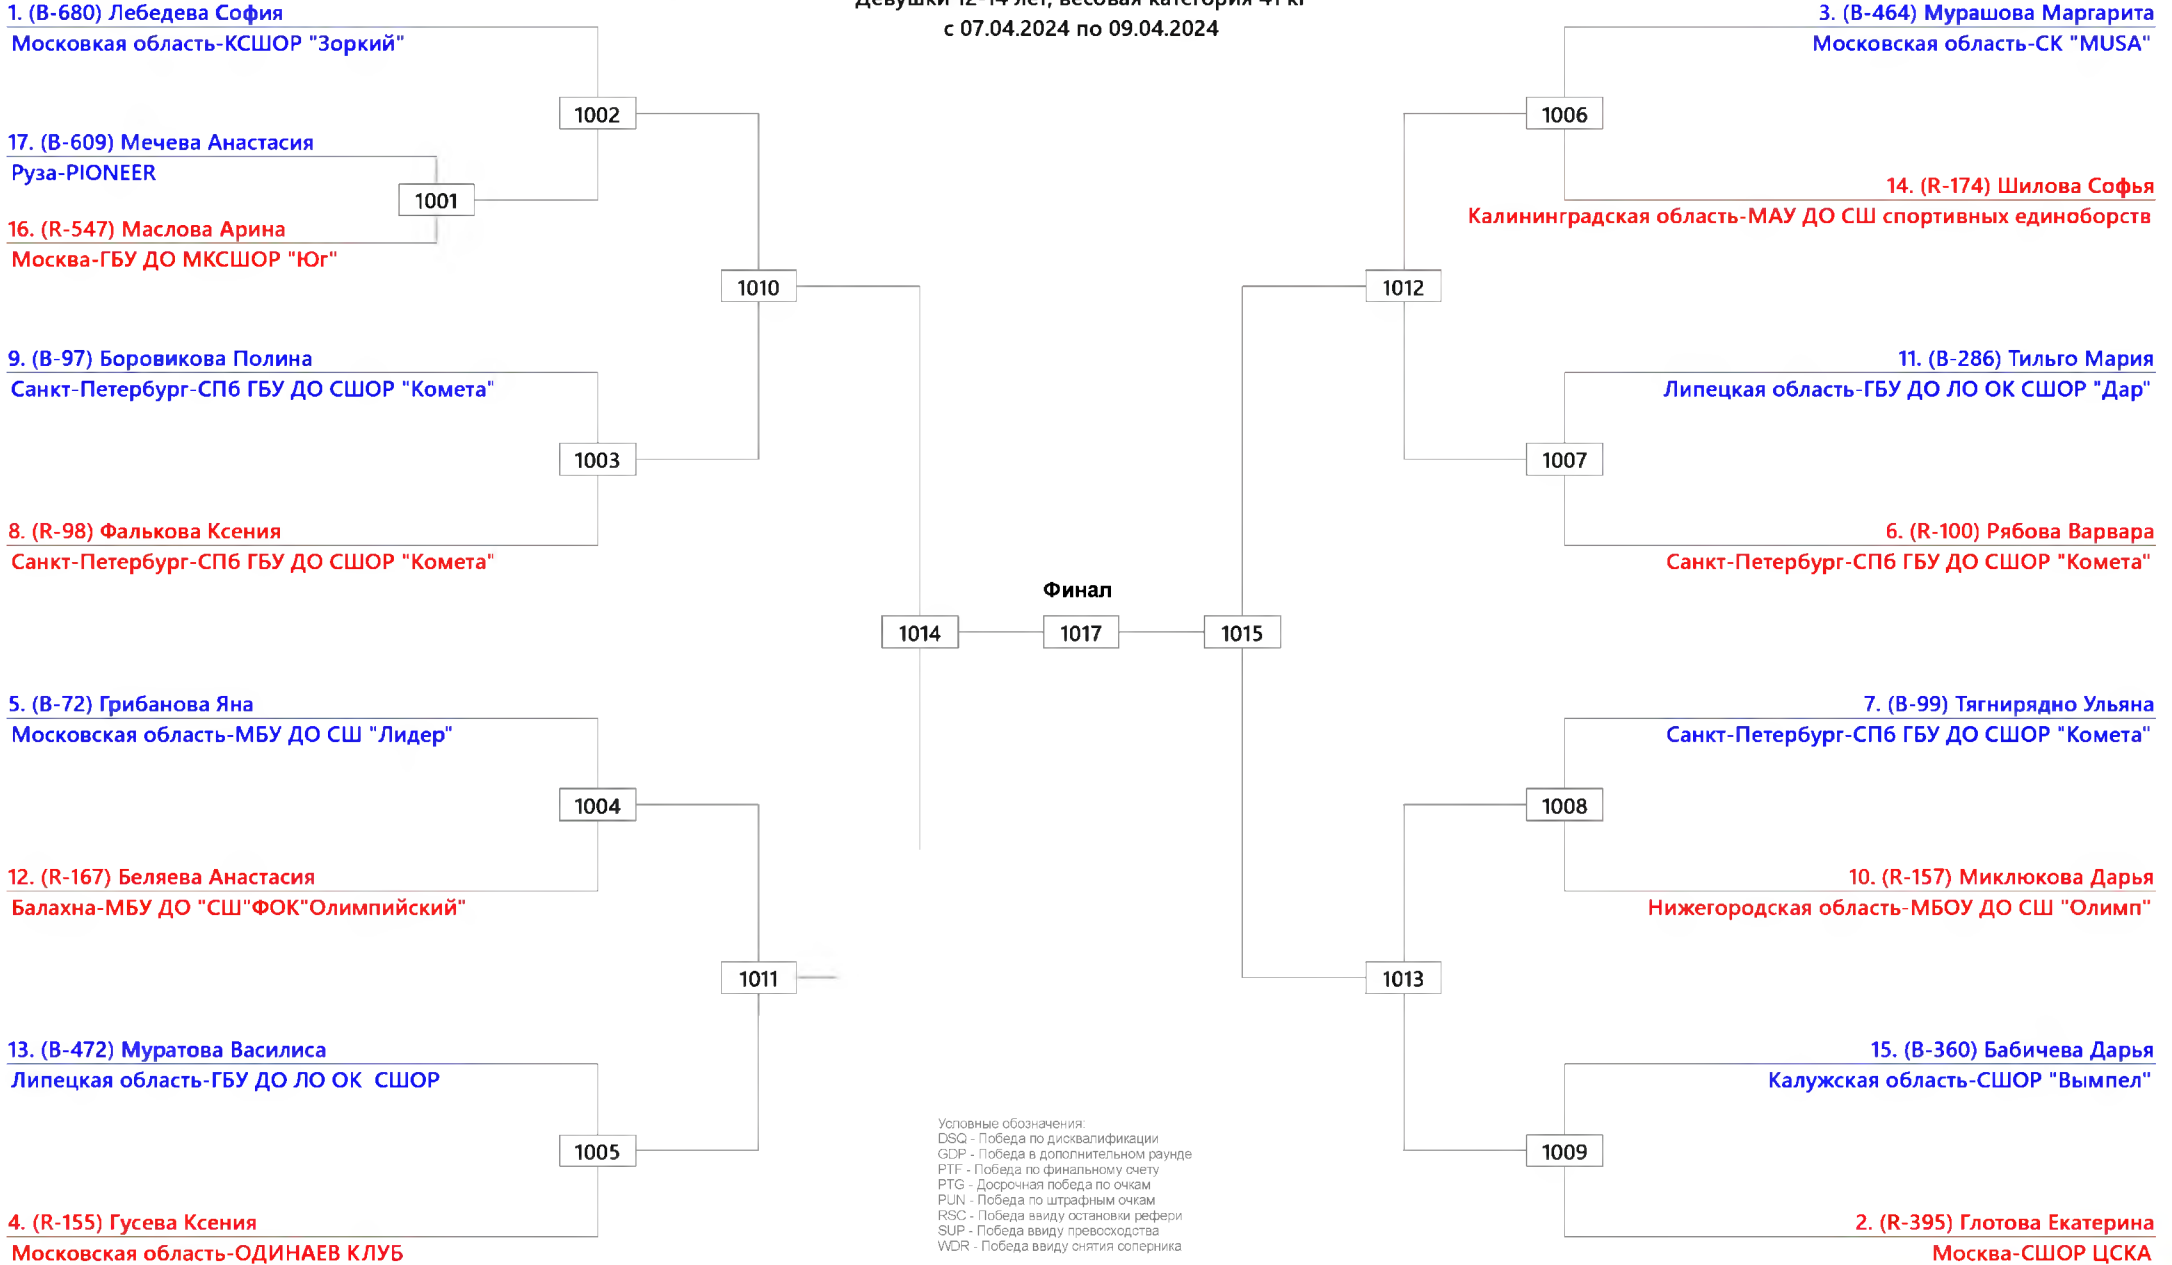 Девушки 12-14 лет, весовая категория 41 кг
с 07.04.2024 по 09.04.2024
1. (B-680) Лебедева София
Московкая область-КСШОР "Зоркий"
1002
17. (B-609) Мечева Анастасия
Руза-PIONEER
1001
16. (R-547) Маслова Арина
Москва-ГБУ ДО МКСШОР "Юг"
1010
9. (B-97) Боровикова Полина
Санкт-Петербург-СПб ГБУ ДО СШОР "Комета"
1003
8. (R-98) Фалькова Ксения
Санкт-Петербург-СПб ГБУ ДО СШОР "Комета"
5. (B-72) Грибанова Яна
Московская область-МБУ ДО СШ "Лидер"
1004
12. (R-167) Беляева Анастасия
Балахна-МБУ ДО "СШ"ФОК"Олимпийский"
1011
13. (B-472) Муратова Василиса
Липецкая область-ГБУ ДО ЛО ОК  СШОР
1005
4. (R-155) Гусева Ксения
Московская область-ОДИНАЕВ КЛУБ
Финал
1014
1017
1015
3. (B-464) Мурашова Маргарита
Московская область-СК "MUSA"
1006
14. (R-174) Шилова Софья
Калининградская область-МАУ ДО СШ спортивных единоборств
1012
11. (B-286) Тильго Мария
Липецкая область-ГБУ ДО ЛО ОК СШОР "Дар"
1007
6. (R-100) Рябова Варвара
Санкт-Петербург-СПб ГБУ ДО СШОР "Комета"
7. (B-99) Тягнирядно Ульяна
Санкт-Петербург-СПб ГБУ ДО СШОР "Комета"
1008
10. (R-157) Миклюкова Дарья
Нижегородская область-МБОУ ДО СШ "Олимп"
1013
15. (B-360) Бабичева Дарья
Калужская область-СШОР "Вымпел"
1009
2. (R-395) Глотова Екатерина
Москва-СШОР ЦСКА
Условные обозначения:
DSQ - Победа по дисквалификации
GDP - Победа в дополнительном раунде
PTF - Победа по финальному счету
PTG - Досрочная победа по очкам
PUN - Победа по штрафным очкам
RSC - Победа ввиду остановки рефери
SUP - Победа ввиду превосходства
WDR - Победа ввиду снятия соперника